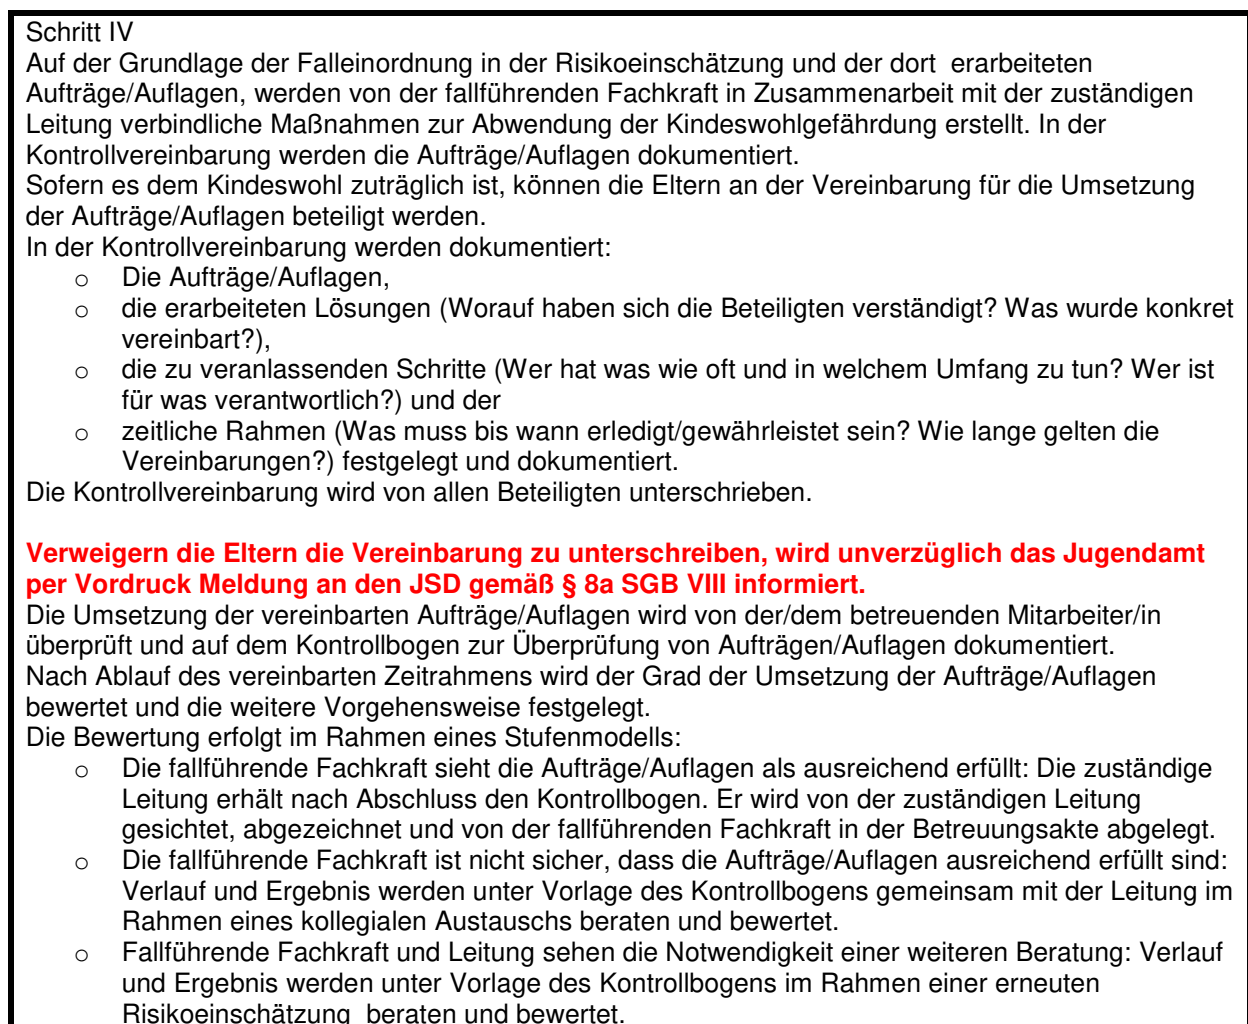 Schritt IV
Auf der Grundlage der Falleinordnung in der Risikoeinschätzung und der dort  erarbeiteten
Aufträge/Auflagen, werden von der fallführenden Fachkraft in Zusammenarbeit mit der zuständigen
Leitung verbindliche Maßnahmen zur Abwendung der Kindeswohlgefährdung erstellt. In der
Kontrollvereinbarung werden die Aufträge/Auflagen dokumentiert.
Sofern es dem Kindeswohl zuträglich ist, können die Eltern an der Vereinbarung für die Umsetzung
der Aufträge/Auflagen beteiligt werden.
In der Kontrollvereinbarung werden dokumentiert:
o Die Aufträge/Auflagen,
o die erarbeiteten Lösungen (Worauf haben sich die Beteiligten verständigt? Was wurde konkret
vereinbart?),
o die zu veranlassenden Schritte (Wer hat was wie oft und in welchem Umfang zu tun? Wer ist
für was verantwortlich?) und der
o zeitliche Rahmen (Was muss bis wann erledigt/gewährleistet sein? Wie lange gelten die
Vereinbarungen?) festgelegt und dokumentiert.
Die Kontrollvereinbarung wird von allen Beteiligten unterschrieben.
Verweigern die Eltern die Vereinbarung zu unterschreiben, wird unverzüglich das Jugendamt
per Vordruck Meldung an den JSD gemäß § 8a SGB VIII informiert.
Die Umsetzung der vereinbarten Aufträge/Auflagen wird von der/dem betreuenden Mitarbeiter/in
überprüft und auf dem Kontrollbogen zur Überprüfung von Aufträgen/Auflagen dokumentiert.
Nach Ablauf des vereinbarten Zeitrahmens wird der Grad der Umsetzung der Aufträge/Auflagen
bewertet und die weitere Vorgehensweise festgelegt.
Die Bewertung erfolgt im Rahmen eines Stufenmodells:
o Die fallführende Fachkraft sieht die Aufträge/Auflagen als ausreichend erfüllt: Die zuständige
Leitung erhält nach Abschluss den Kontrollbogen. Er wird von der zuständigen Leitung
gesichtet, abgezeichnet und von der fallführenden Fachkraft in der Betreuungsakte abgelegt.
o Die fallführende Fachkraft ist nicht sicher, dass die Aufträge/Auflagen ausreichend erfüllt sind:
Verlauf und Ergebnis werden unter Vorlage des Kontrollbogens gemeinsam mit der Leitung im
Rahmen eines kollegialen Austauschs beraten und bewertet.
o Fallführende Fachkraft und Leitung sehen die Notwendigkeit einer weiteren Beratung: Verlauf
und Ergebnis werden unter Vorlage des Kontrollbogens im Rahmen einer erneuten
Risikoeinschätzung  beraten und bewertet.